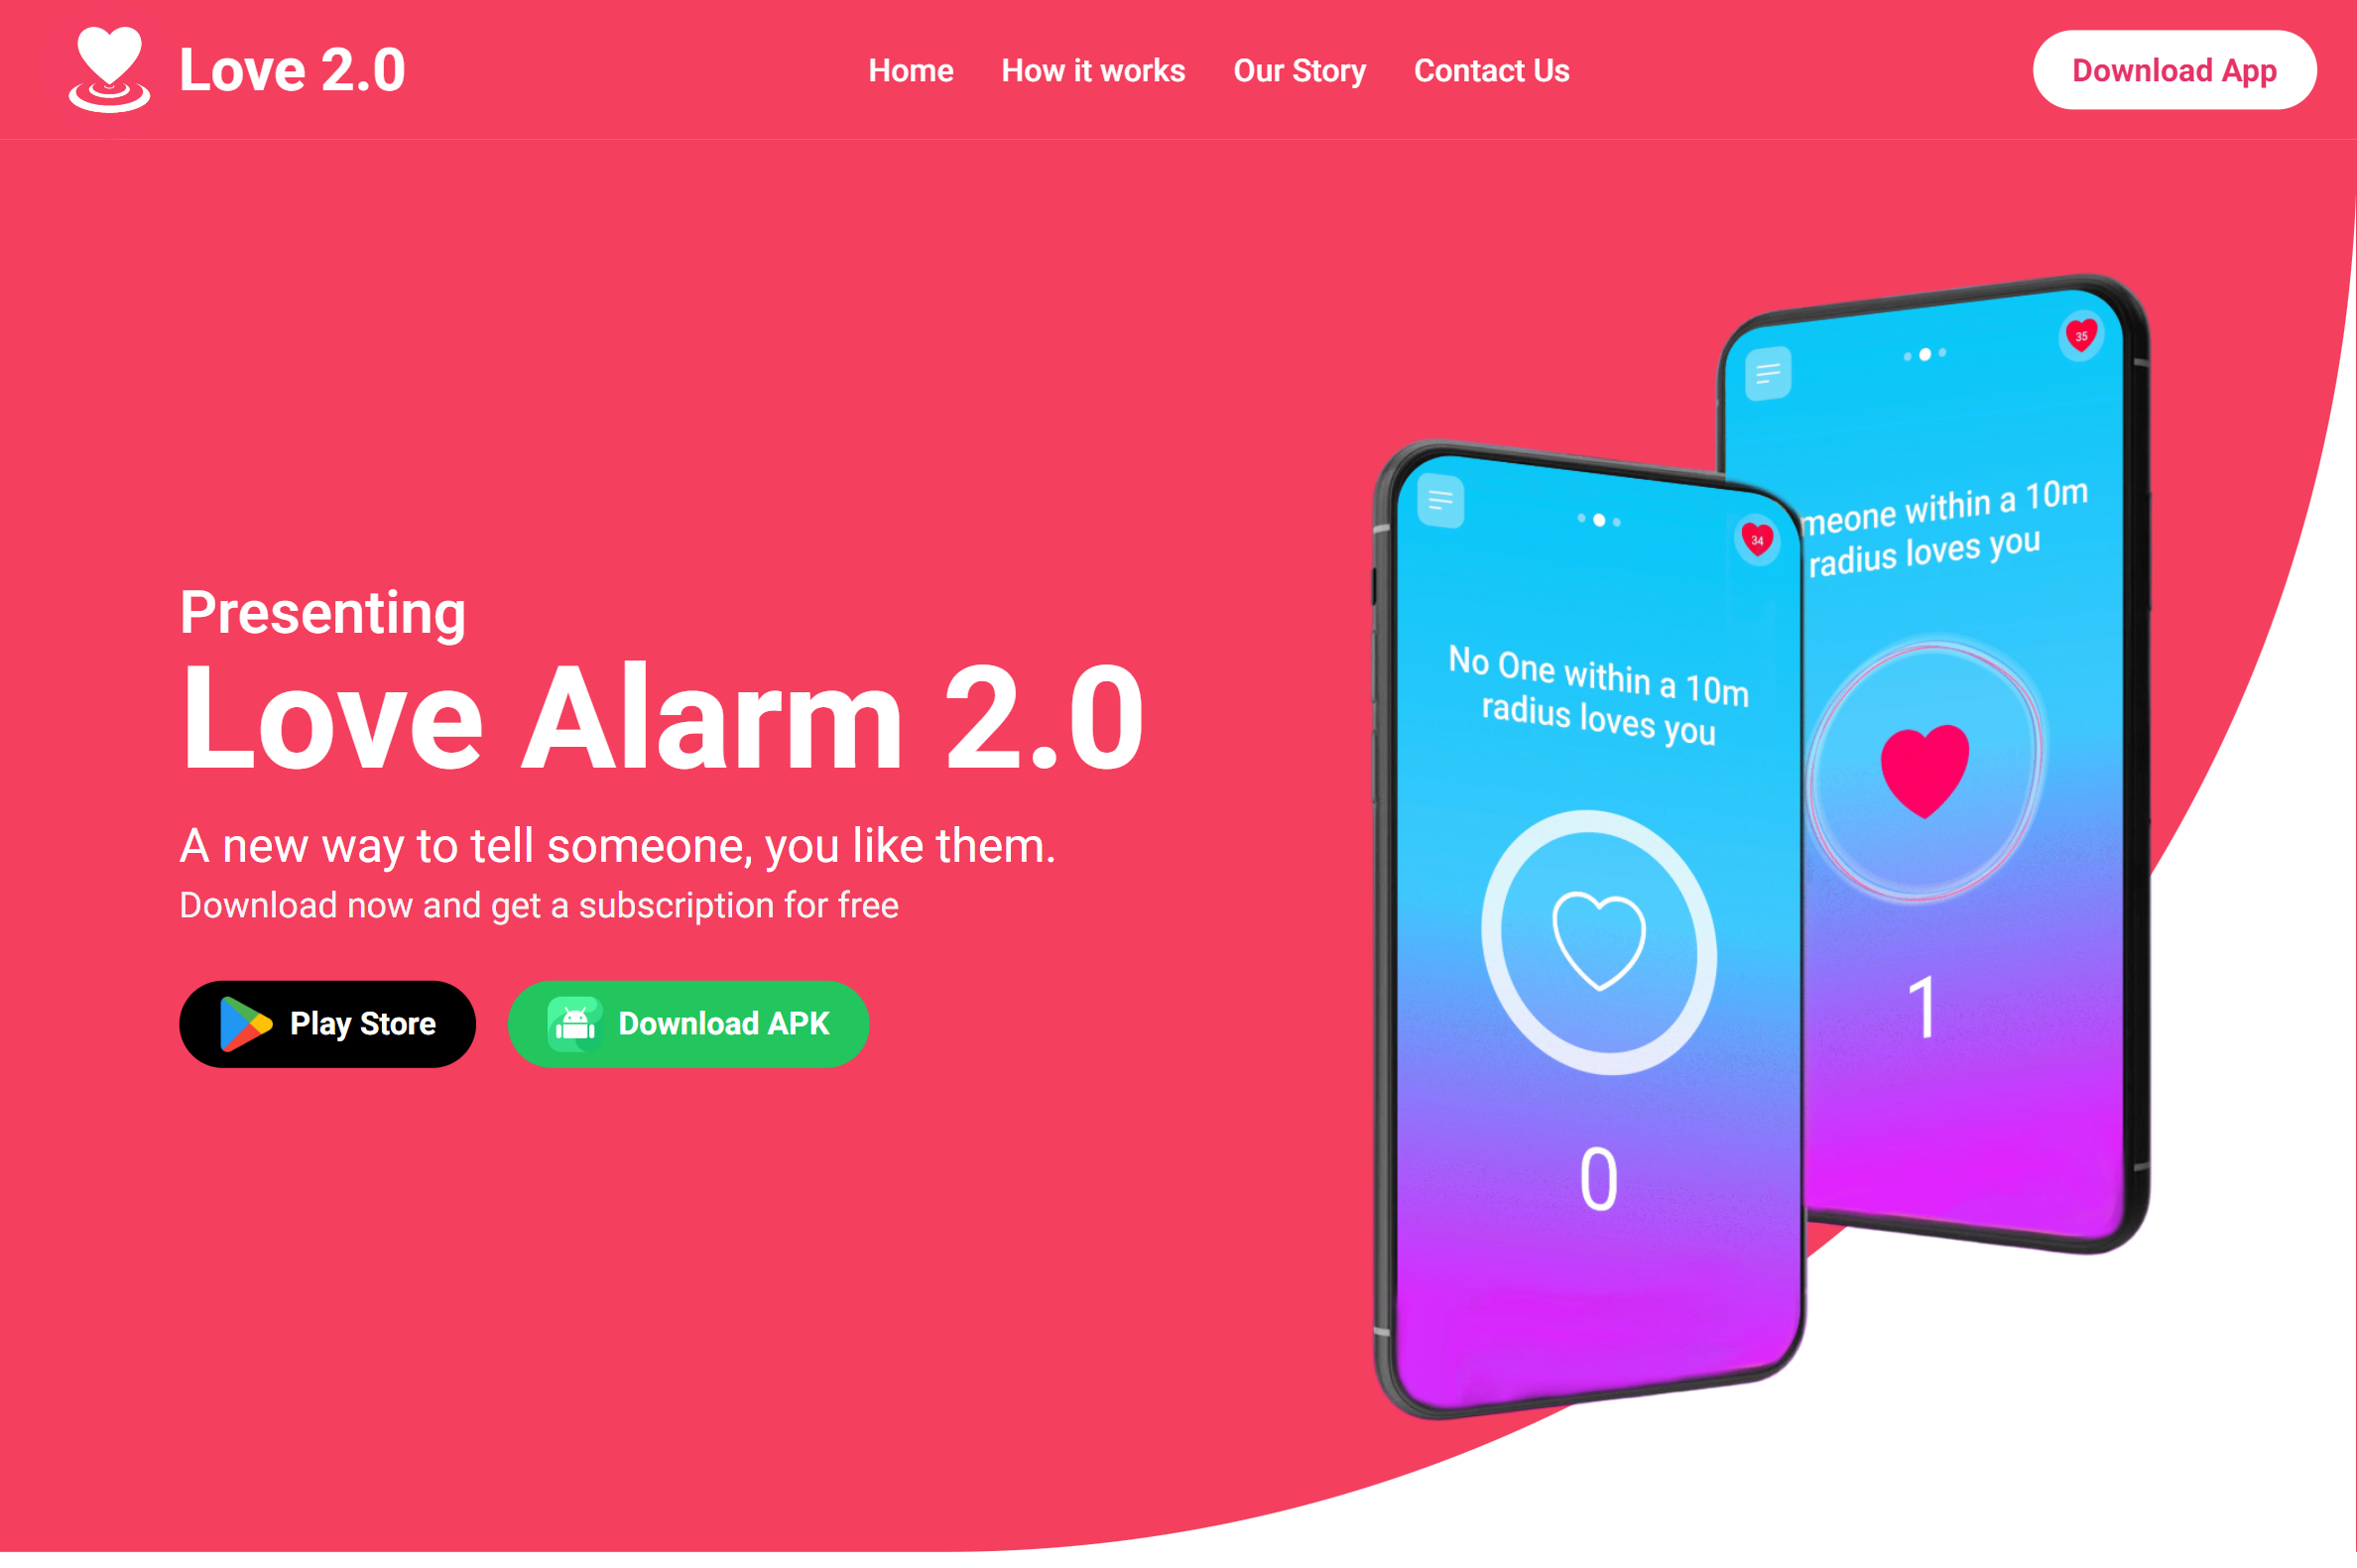 Love 2.0
Home
How it works
Our Story
Contact Us
Download App
Presenting
Love Alarm 2.0
A new way to tell someone, you like them.
Download now and get a subscription for free
Play Store
Download APK
34
No One within a 10m
radius loves you
0
35
meone within a 10m
radius loves you
1